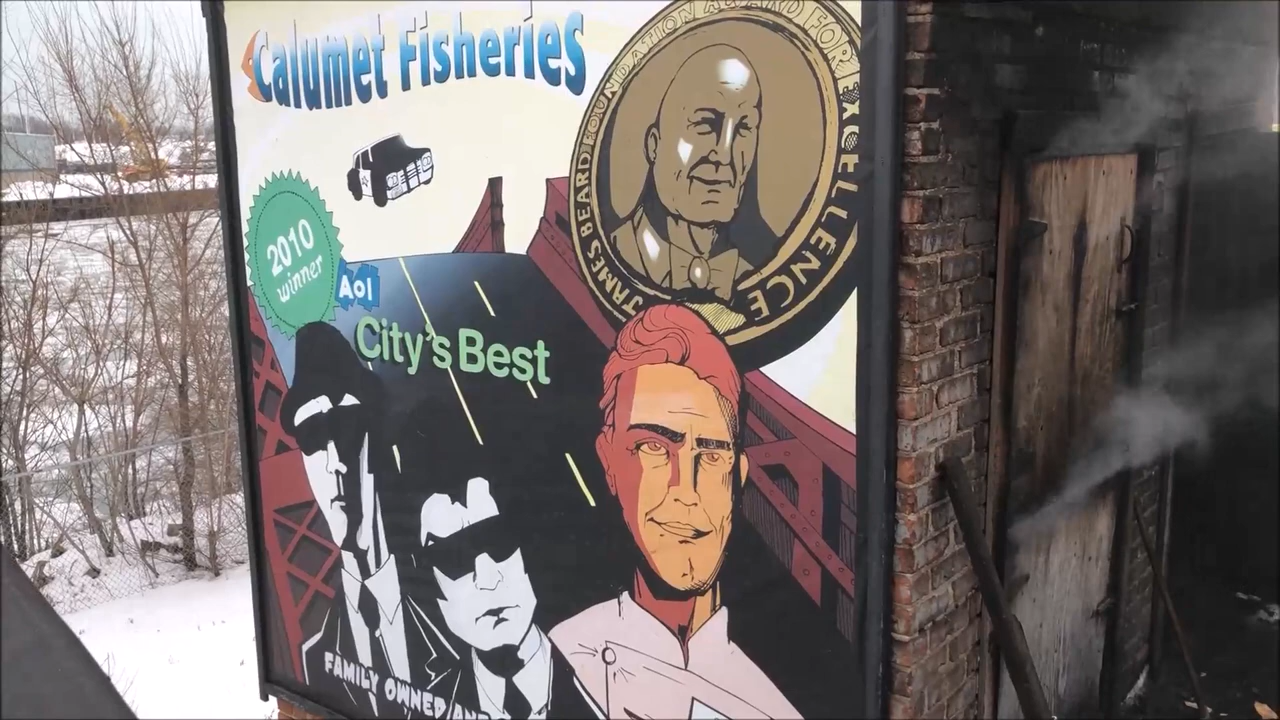 Calumet Fisheries
JAMES BEARD FOUNDATION AWARD FOR EXCELLENCE
2010
winner
Aol
City's Best
FAMILY OWNED AND